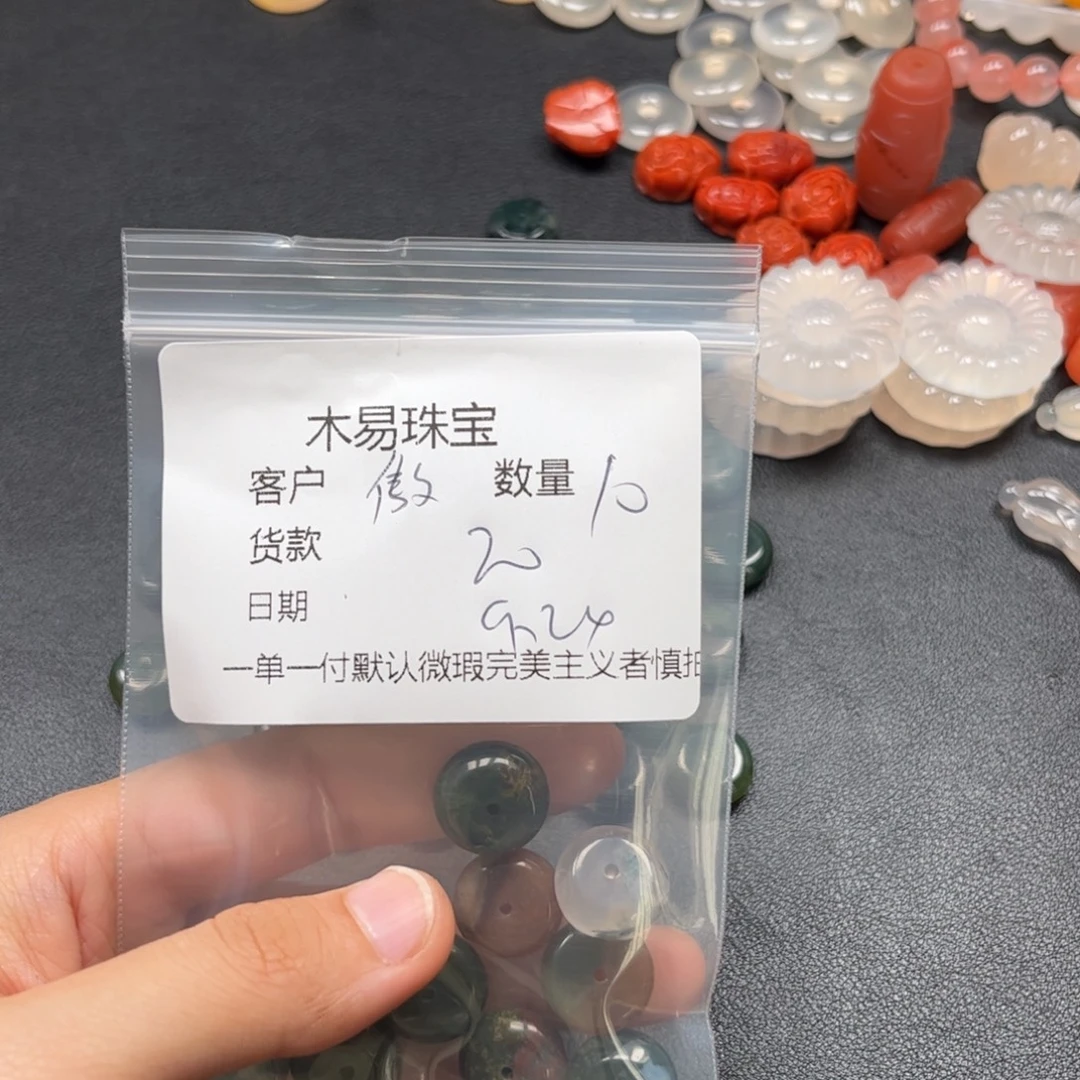 木易珠宝
客户 傲 数量 10
货款 20
日期 9.24
一单一付默认微瑕完美主义者慎拍